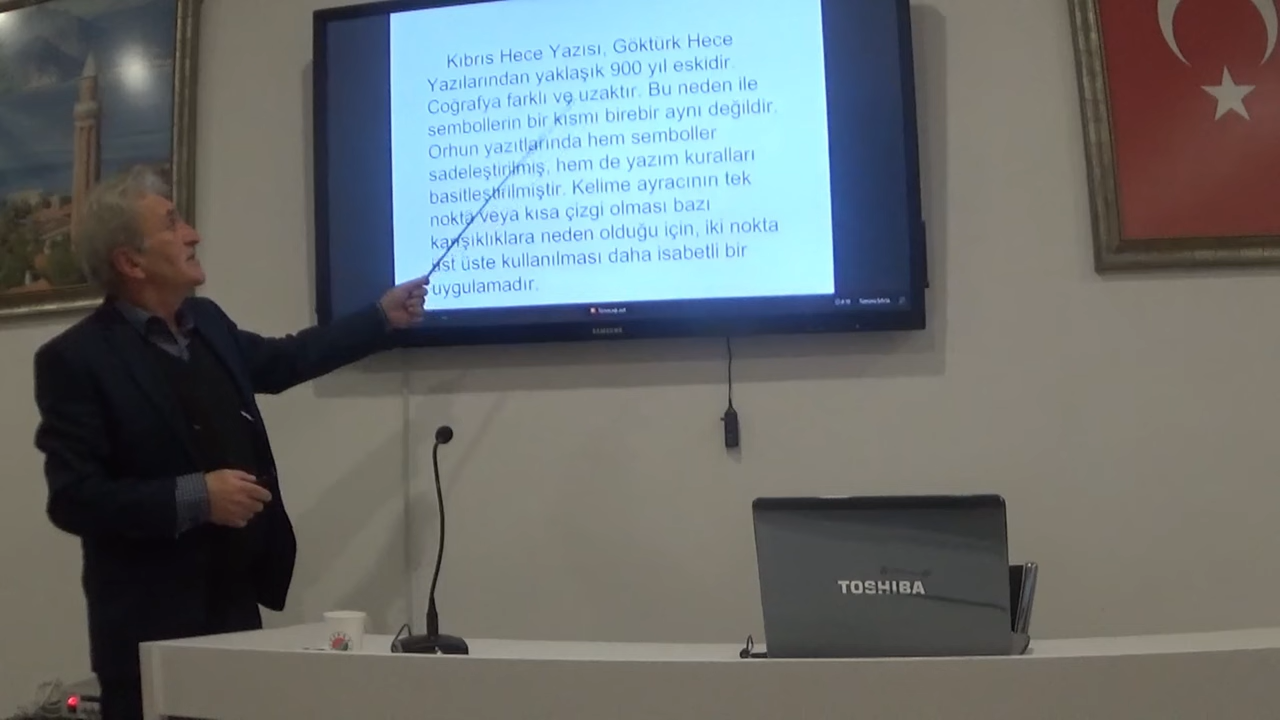 Kıbrıs Hece Yazısı, Göktürk Hece
Yazılarından yaklaşık 900 yıl eskidir.
Coğrafya farklı ve uzaktır. Bu neden ile
sembollerin bir kısmı birebir aynı değildir.
Orhun yazıtlarında hem semboller
sadeleştirilmiş, hem de yazım kuralları
basitleştirilmiştir. Kelime ayracının tek
nokta veya kısa çizgi olması bazı
karışıklıklara neden olduğu için, iki nokta
üst üste kullanılması daha isabetli bir
uygulamadır.
SAMSUNG
TOSHIBA